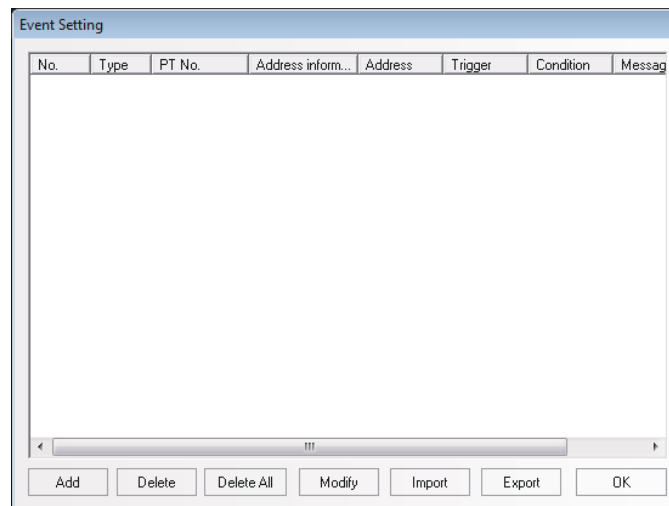 Event Setting
No. Type PT No. Address inform... Address Trigger Condition Messag
Add Delete Delete All Modify Import Export OK